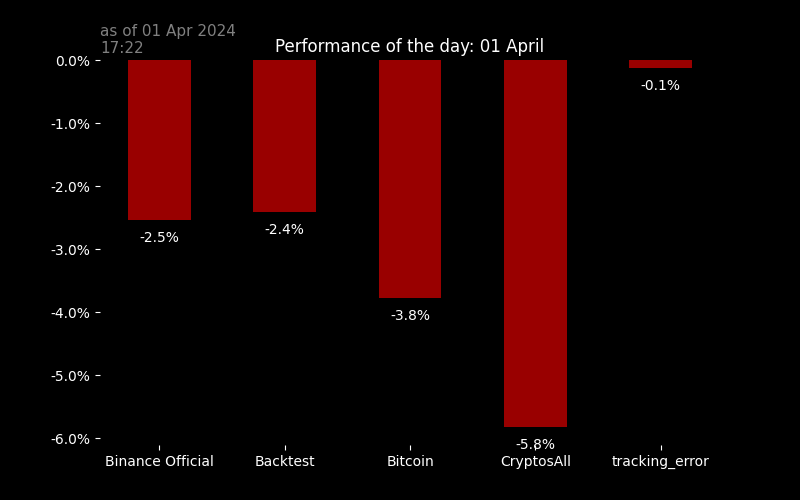 as of 01 Apr 2024
17:22
Performance of the day: 01 April
0.0%
-1.0%
-2.0%
-3.0%
-4.0%
-5.0%
-6.0%
-2.5%
-2.4%
-3.8%
-5.8%
-0.1%
Binance Official
Backtest
Bitcoin
CryptosAll
tracking_error